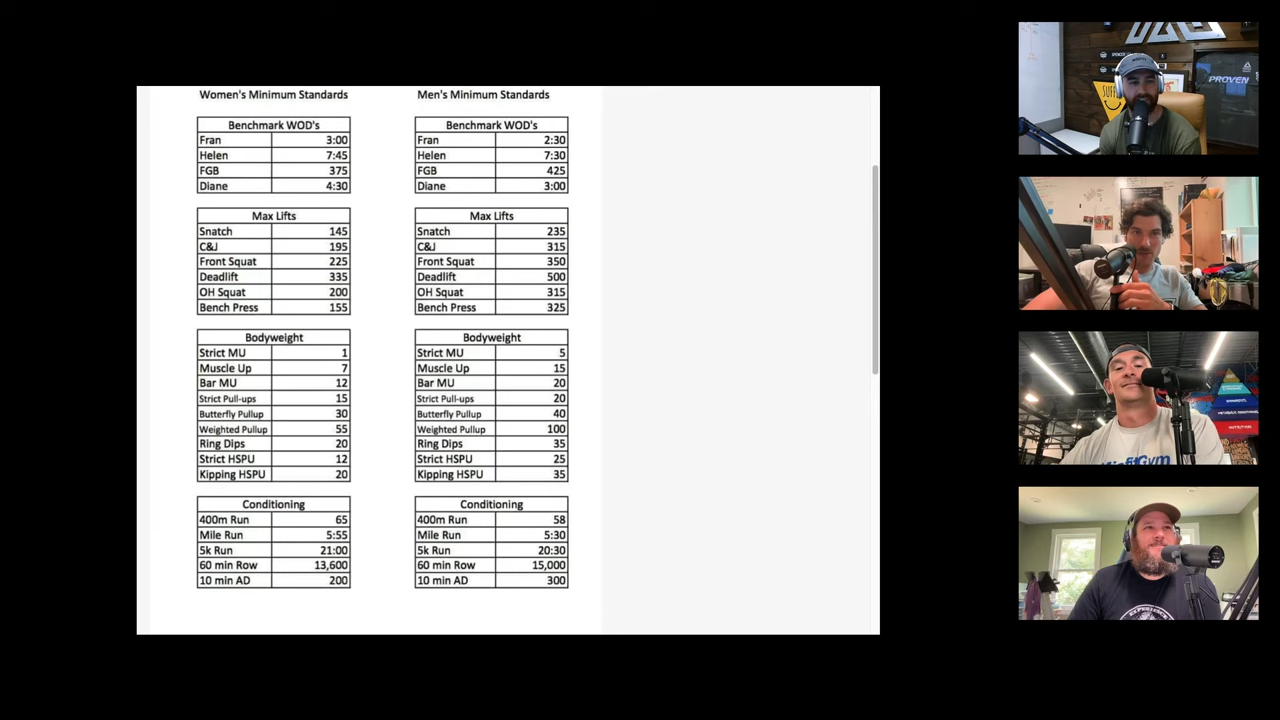 Women's Minimum Standards
Benchmark WOD's
Fran 3:00
Helen 7:45
FGB 375
Diane 4:30
Max Lifts
Snatch 145
C&J 195
Front Squat 225
Deadlift 335
OH Squat 200
Bench Press 155
Bodyweight
Strict MU 1
Muscle Up 7
Bar MU 12
Strict Pull-ups 15
Butterfly Pullup 30
Weighted Pullup 55
Ring Dips 20
Strict HSPU 12
Kipping HSPU 20
Conditioning
400m Run 65
Mile Run 5:55
5k Run 21:00
60 min Row 13,600
10 min AD 200
Men's Minimum Standards
Benchmark WOD's
Fran 2:30
Helen 7:30
FGB 425
Diane 3:00
Max Lifts
Snatch 235
C&J 315
Front Squat 350
Deadlift 500
OH Squat 315
Bench Press 325
Bodyweight
Strict MU 5
Muscle Up 15
Bar MU 20
Strict Pull-ups 20
Butterfly Pullup 40
Weighted Pullup 100
Ring Dips 35
Strict HSPU 25
Kipping HSPU 35
Conditioning
400m Run 58
Mile Run 5:30
5k Run 20:30
60 min Row 15,000
10 min AD 300
PROVEN
Gym